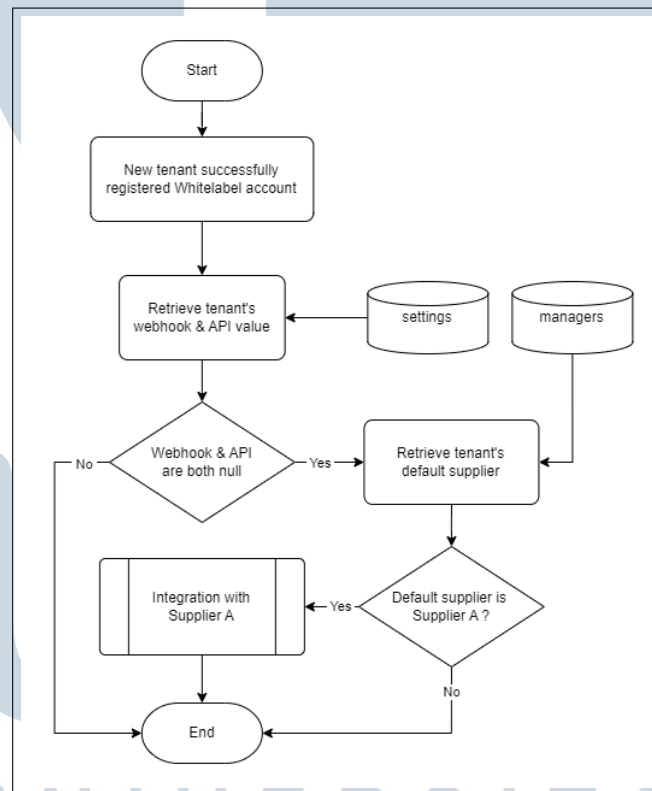 Start
New tenant successfully
registered Whitelabel account
Retrieve tenant's
webhook & API value
settings
managers
Webhook & API
are both null
No
Yes
Retrieve tenant's
default supplier
Integration with
Supplier A
Yes
Default supplier is
Supplier A ?
No
End